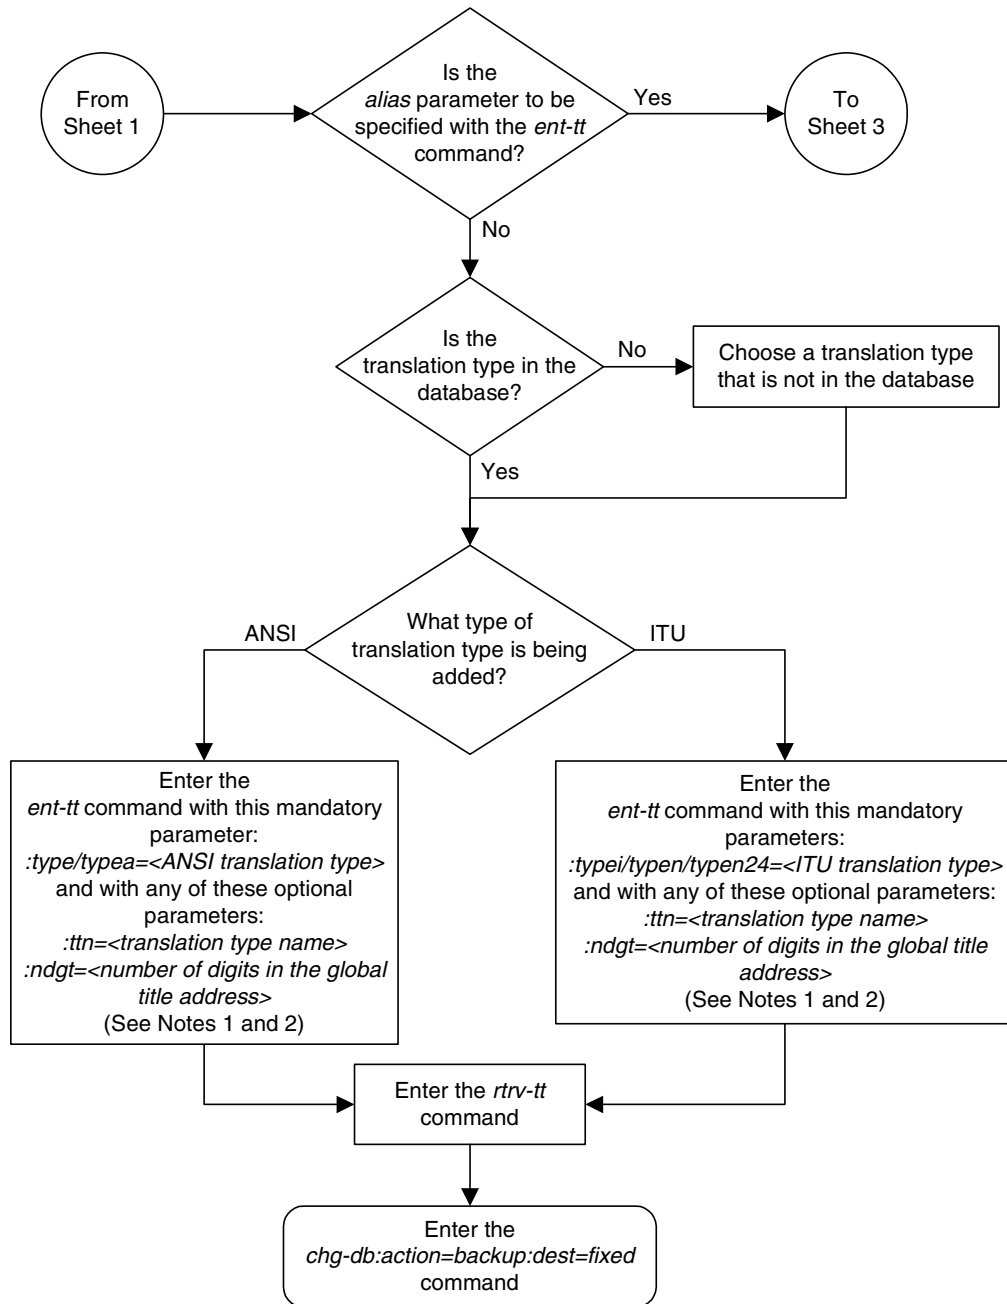 From
Sheet 1
Is the
alias parameter to be
specified with the ent-tt
command?
Yes
To
Sheet 3
No
Is the
translation type in the
database?
No
Choose a translation type
that is not in the database
Yes
What type of
translation type is being
added?
ANSI
ITU
Enter the
ent-tt command with this mandatory
parameter:
:type/typea=<ANSI translation type>
and with any of these optional
parameters:
:ttn=<translation type name>
:ndgt=<number of digits in the global
title address>
(See Notes 1 and 2)
Enter the
ent-tt command with this mandatory
parameters:
:typei/typen/typen24=<ITU translation type>
and with any of these optional parameters:
:ttn=<translation type name>
:ndgt=<number of digits in the global title
address>
(See Notes 1 and 2)
Enter the rtrv-tt
command
Enter the
chg-db:action=backup:dest=fixed
command